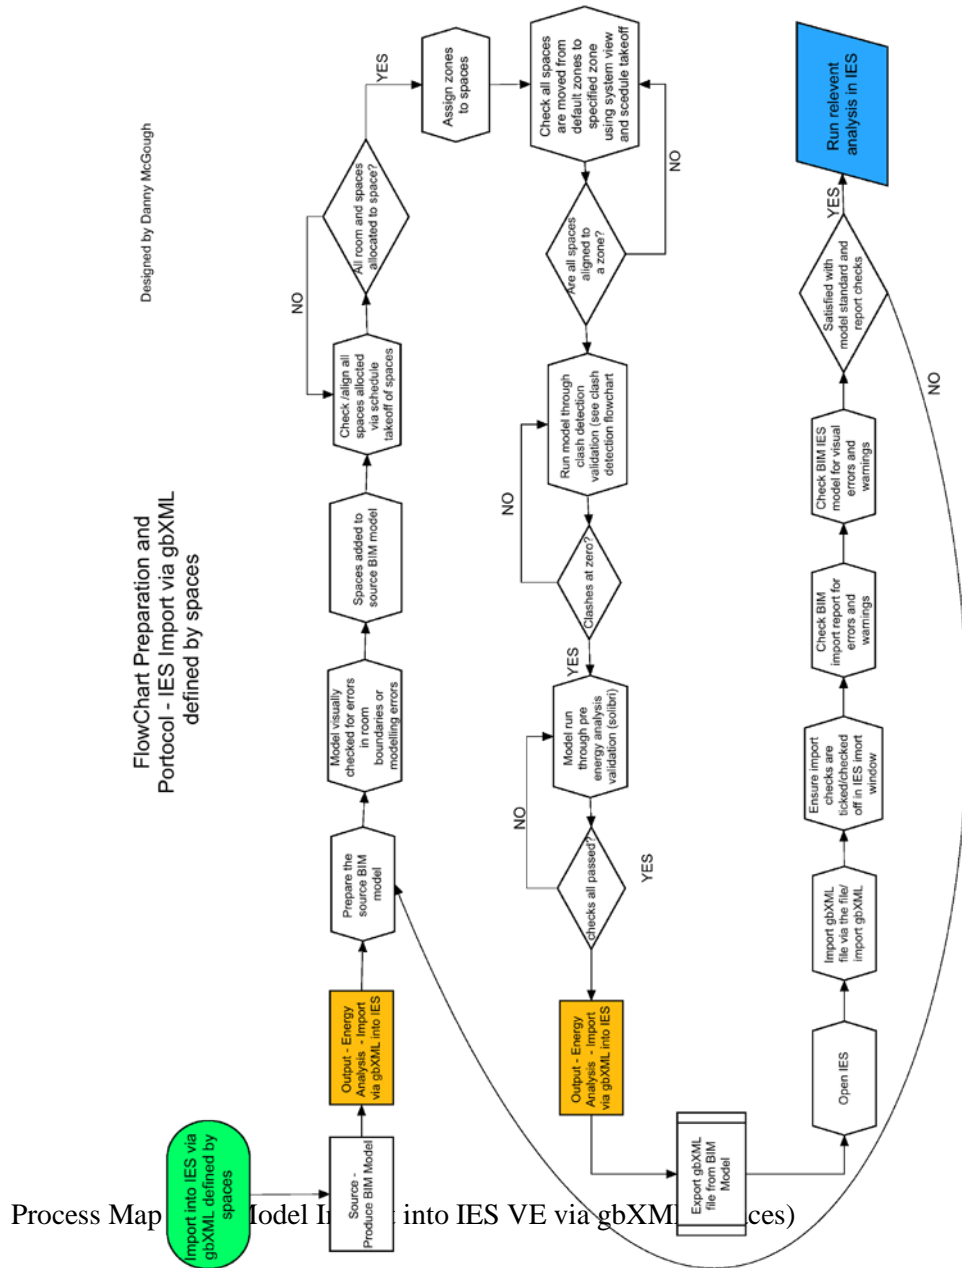 FlowChart Preparation and
Portocol - IES Import via gbXML
defined by spaces
Designed by Danny McGough
Import into IES via
gbXML defined by
spaces
Source -
Produce BIM Model
Output - Energy
Analysis - Import
via gbXML into IES
Prepare the
source BIM
model
Model visually
checked for errors
in room
boundaries or
modelling errors
Spaces added to
source BIM model
Check /align all
spaces allocted
via schedule
takeoff of spaces
NO
All room and spaces
allocated to space?
YES
Assign zones
to spaces
Check all spaces
are moved from
default zones to
specified zone
using system view
and scedule takeoff
NO
Are all spaces
aligned to
a zone?
Run model through
clash detection
validation (see clash
detection flowchart
NO
Clashes at zero?
YES
Model run
through pre
energy analysis
validation (solibri)
NO
checks all passed?
YES
Output - Energy
Analysis - Import
via gbXML into IES
Export gbXML
file from BIM
Model
Open IES
Import gbXML
file via the file/
import gbXML
Ensure import
checks are
ticked/checked
off in IES imort
window
Check BIM
import report for
errors and
warnings
Check BIM IES
model for visual
errors and
warnings
Satisfied with
model standard and
report checks
YES
NO
Run relevent
analysis in IES
Process Map Model into IES VE via